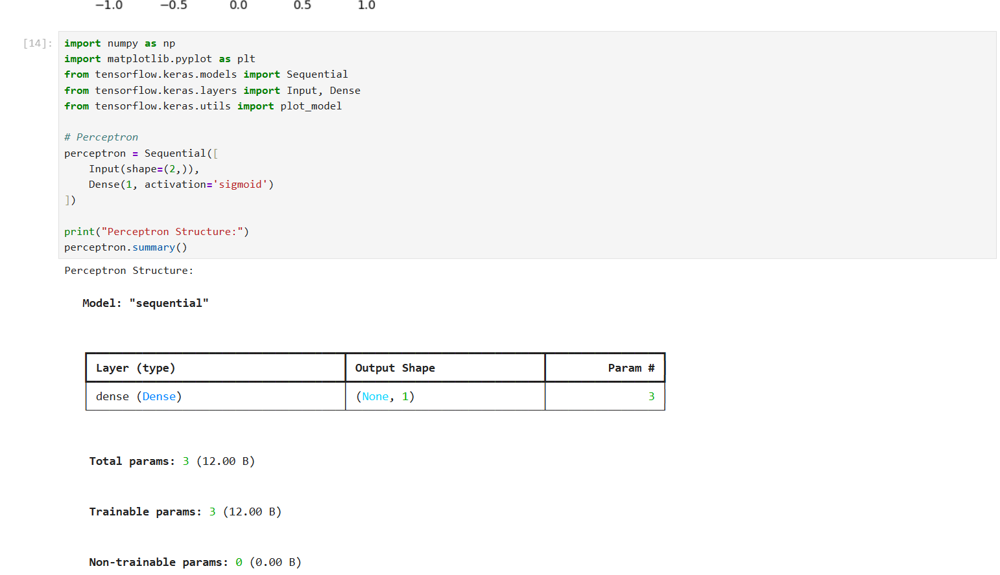 −1.0 −0.5 0.0 0.5 1.0
[14]:
import numpy as np
import matplotlib.pyplot as plt
from tensorflow.keras.models import Sequential
from tensorflow.keras.layers import Input, Dense
from tensorflow.keras.utils import plot_model
# Perceptron
perceptron = Sequential([
    Input(shape=(2,)),
    Dense(1, activation='sigmoid')
])
print("Perceptron Structure:")
perceptron.summary()
Perceptron Structure:
Model: "sequential"
Layer (type) Output Shape Param #
dense (Dense) (None, 1) 3
Total params: 3 (12.00 B)
Trainable params: 3 (12.00 B)
Non-trainable params: 0 (0.00 B)